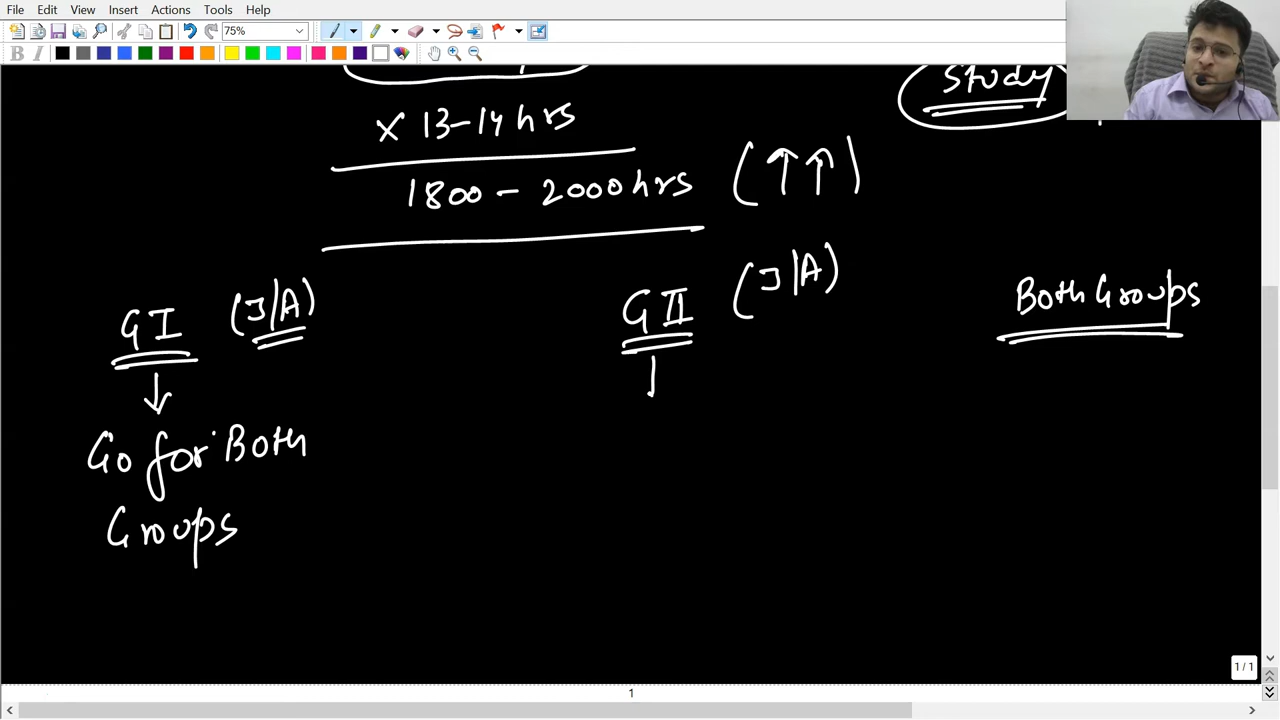 File Edit View Insert Actions Tools Help
75%
B I
Study
x 13-14 hrs
1800 - 2000 hrs (↑↑)
G I (J/A)
G II (J/A)
Both Groups
Go for Both
Groups
1 / 1
1